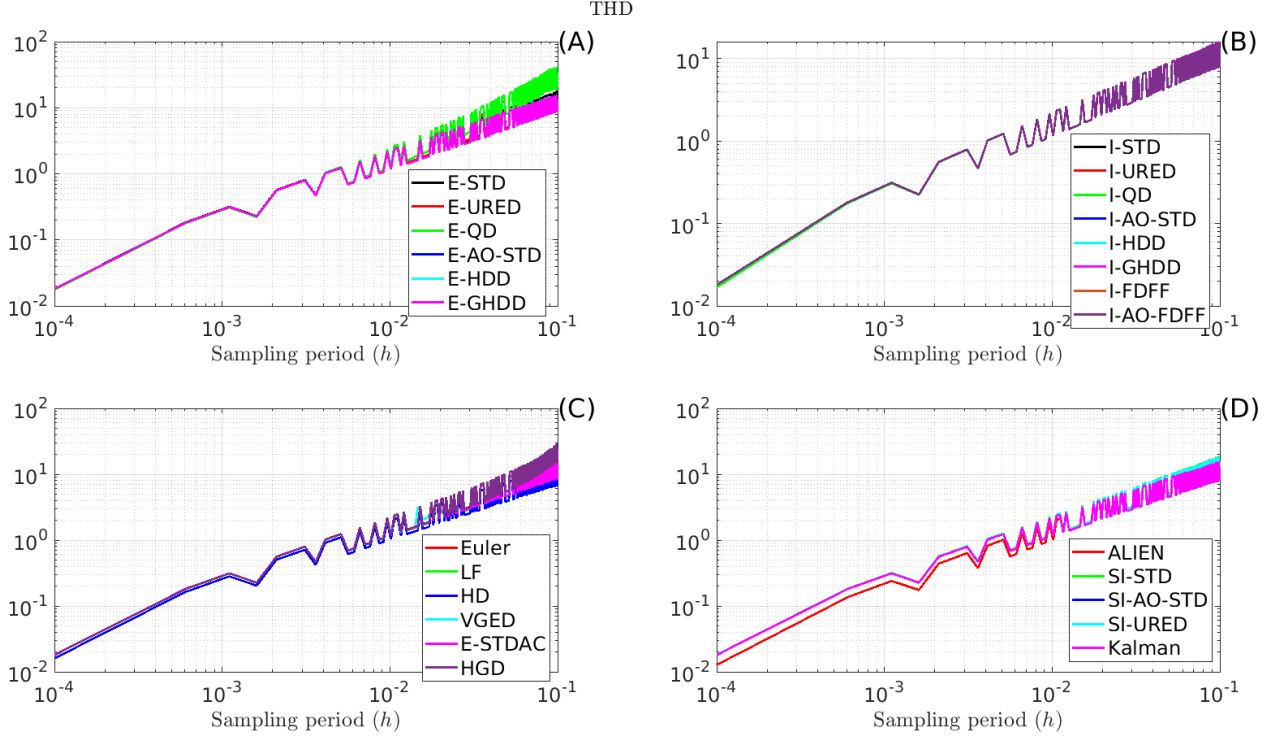 THD
(A)
10^2
10^1
10^0
10^-1
10^-2
E-STD
E-URED
E-QD
E-AO-STD
E-HDD
E-GHDD
10^-4
10^-3
10^-2
10^-1
Sampling period (h)
(B)
10^1
10^0
10^-1
10^-2
I-STD
I-URED
I-QD
I-AO-STD
I-HDD
I-GHDD
I-FDFF
I-AO-FDFF
10^-4
10^-3
10^-2
10^-1
Sampling period (h)
(C)
10^2
10^1
10^0
10^-1
10^-2
Euler
LF
HD
VGED
E-STDAC
HGD
10^-4
10^-3
10^-2
10^-1
Sampling period (h)
(D)
10^2
10^1
10^0
10^-1
10^-2
ALIEN
SI-STD
SI-AO-STD
SI-URED
Kalman
10^-4
10^-3
10^-2
10^-1
Sampling period (h)